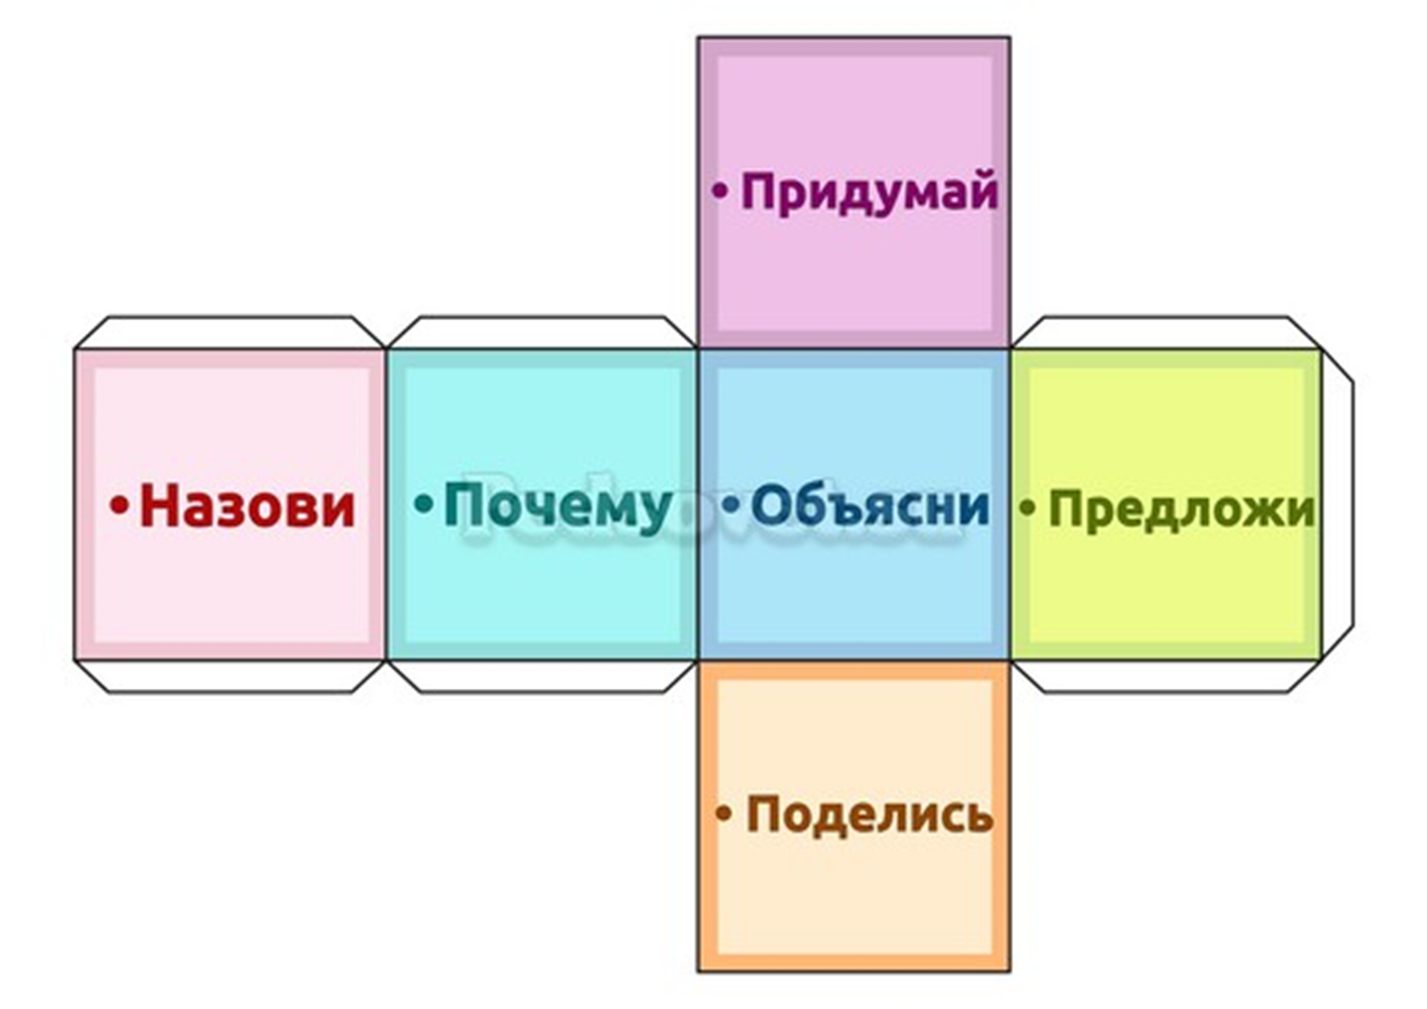 • Придумай
• Назови
• Почему
• Объясни
• Предложи
• Поделись